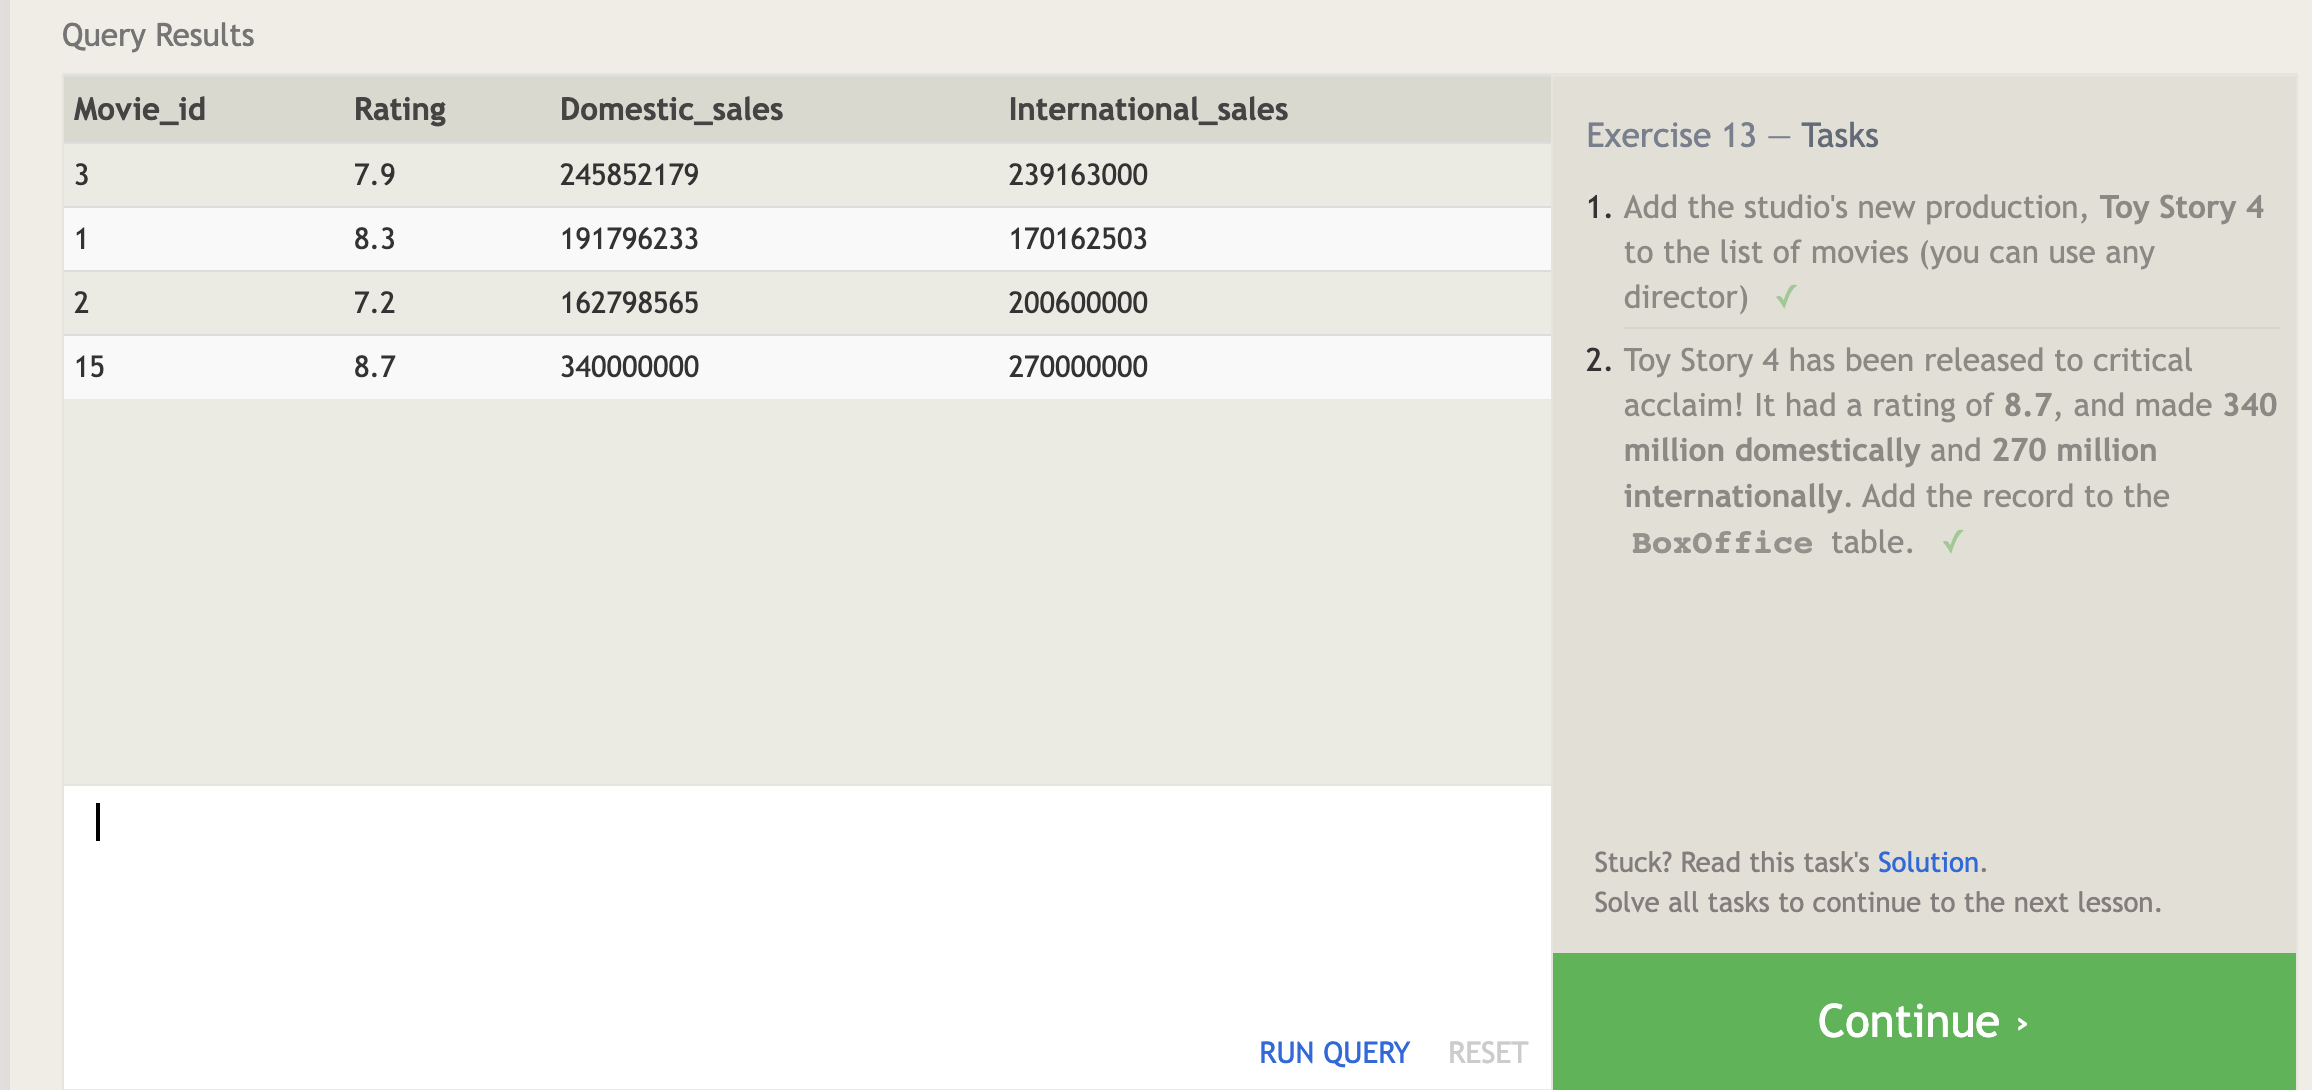 Query Results
Movie_id Rating Domestic_sales International_sales
3 7.9 245852179 239163000
1 8.3 191796233 170162503
2 7.2 162798565 200600000
15 8.7 340000000 270000000
RUN QUERY RESET
Exercise 13 — Tasks
1. Add the studio's new production, Toy Story 4
to the list of movies (you can use any
director) ✓
2. Toy Story 4 has been released to critical
acclaim! It had a rating of 8.7, and made 340
million domestically and 270 million
internationally. Add the record to the
BoxOffice table. ✓
Stuck? Read this task's Solution.
Solve all tasks to continue to the next lesson.
Continue ›